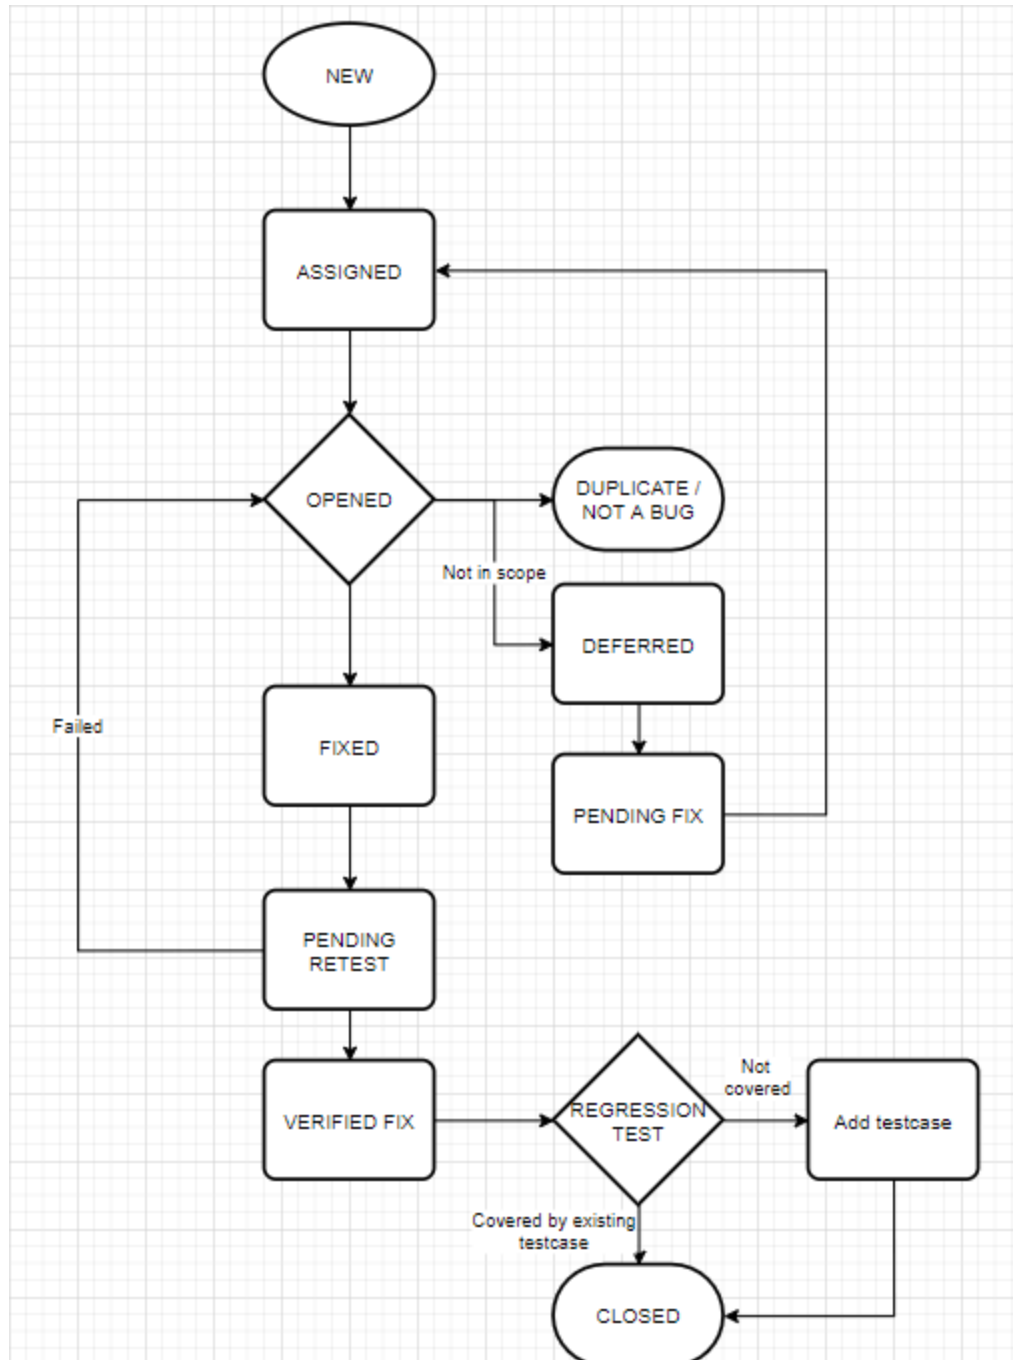 NEW
ASSIGNED
OPENED
DUPLICATE /
NOT A BUG
Not in scope
DEFERRED
Failed
FIXED
PENDING FIX
PENDING
RETEST
VERIFIED FIX
REGRESSION
TEST
Not
covered
Add testcase
Covered by existing
testcase
CLOSED